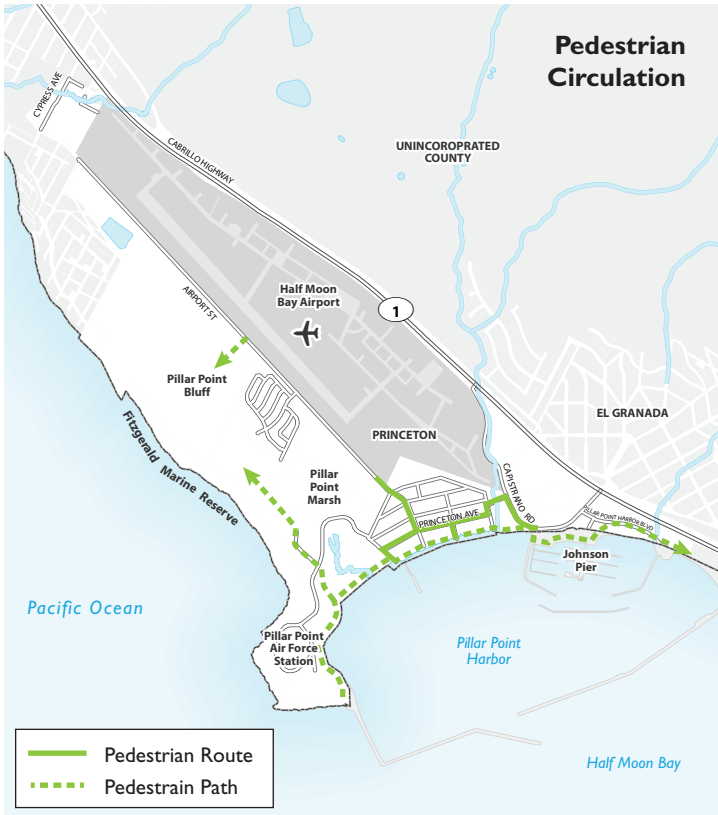 Pedestrian
Circulation
CYPRESS AVE
CABRILLO HIGHWAY
UNINCOROPRATED
COUNTY
AIRPORT ST
Half Moon
Bay Airport
1
Pillar Point
Bluff
EL GRANADA
PRINCETON
Fitzgerald Marine Reserve
Pillar
Point
Marsh
CAPISTRANO RD
PRINCETON AVE
PILLAR POINT HARBOR BLVD
Johnson
Pier
Pacific Ocean
Pillar Point
Air Force
Station
Pillar Point
Harbor
Half Moon Bay
Pedestrian Route
Pedestrain Path